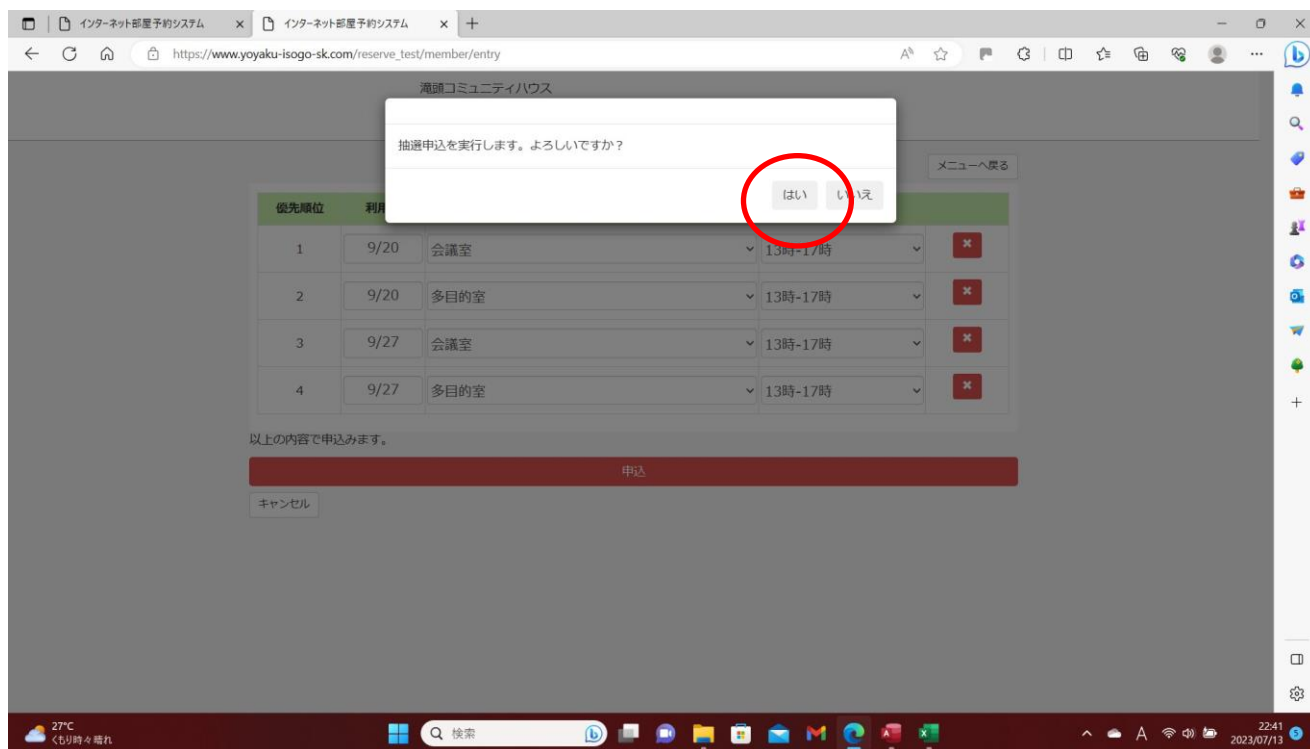 インターネット部屋予約システム
インターネット部屋予約システム
https://www.yoyaku-isogo-sk.com/reserve_test/member/entry
滝頭コミュニティハウス
抽選申込を実行します。よろしいですか？
はい いいえ
メニューへ戻る
優先順位 利用
1 9/20 会議室 13時-17時
2 9/20 多目的室 13時-17時
3 9/27 会議室 13時-17時
4 9/27 多目的室 13時-17時
以上の内容で申込みます。
申込
キャンセル
27°C
くもり時々晴れ
検索
A
22:41
2023/07/13
5